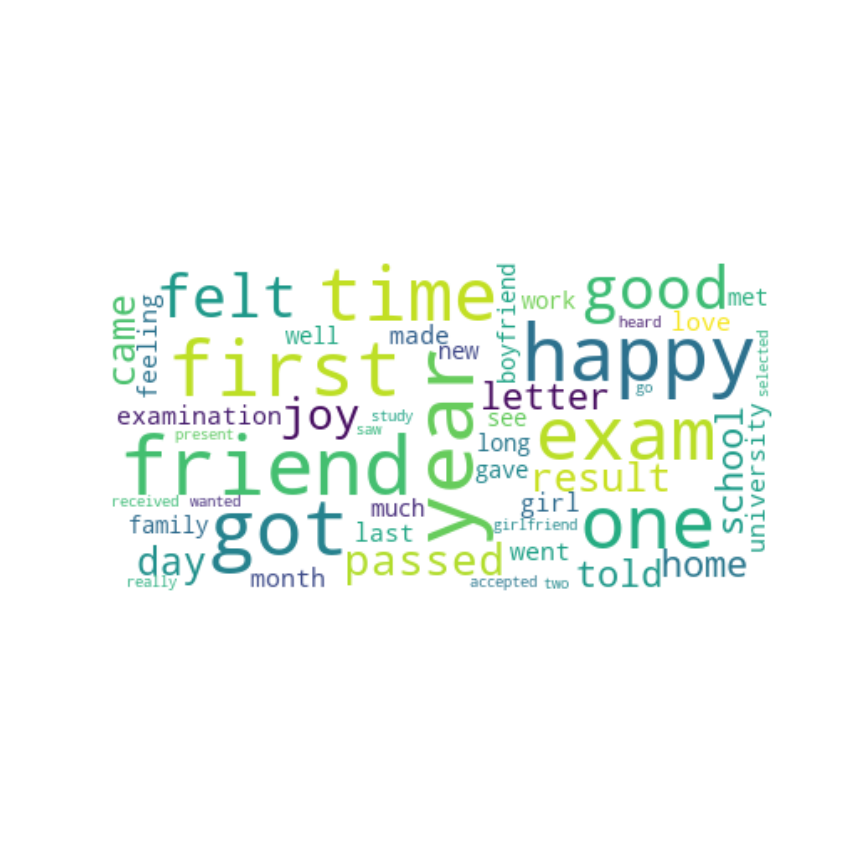 felt
time
good
met
came
feeling
boyfriend
work
heard
love
well
made
new
first
happy
selected
go
year
letter
examination
joy
study
saw
see
exam
present
friend
long
gave
result
school
university
received
wanted
got
much
girl
one
family
last
girlfriend
day
passed
went
told
home
really
month
accepted
two